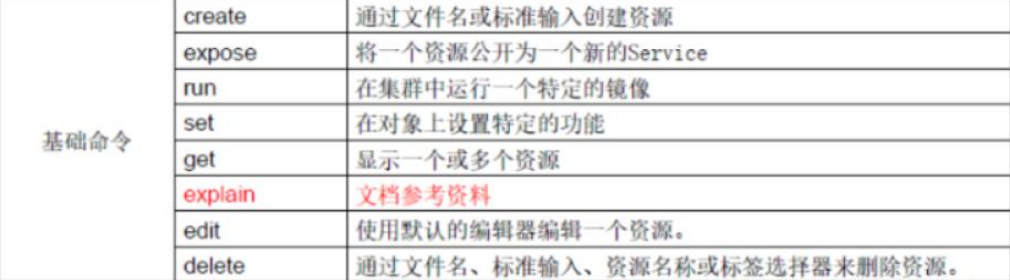 create 通过文件名或标准输入创建资源
expose 将一个资源公开为一个新的Service
run 在集群中运行一个特定的镜像
set 在对象上设置特定的功能
基础命令
get 显示一个或多个资源
explain 文档参考资料
edit 使用默认的编辑器编辑一个资源。
delete 通过文件名、标准输入、资源名称或标签选择器来删除资源。